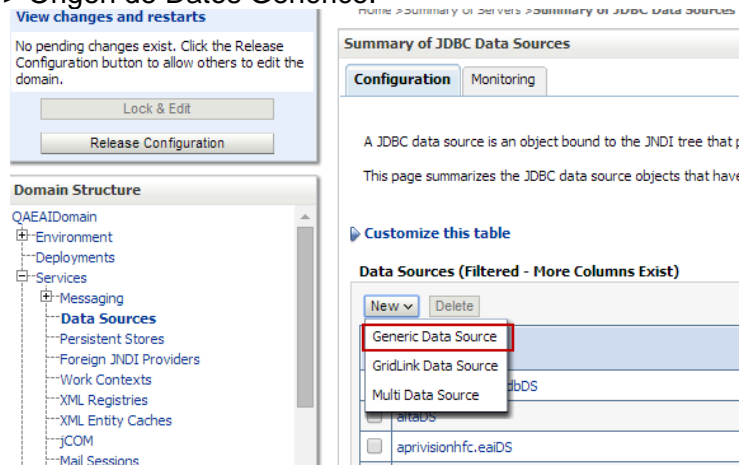 > Origen de Datos Genérico.
View changes and restarts
No pending changes exist. Click the Release
Configuration button to allow others to edit the
domain.
Lock & Edit
Release Configuration
Domain Structure
QAEAIDomain
Environment
Deployments
Services
Messaging
Data Sources
Persistent Stores
Foreign JNDI Providers
Work Contexts
XML Registries
XML Entity Caches
jCOM
Mail Sessions
Home >Summary of Servers >Summary of JDBC Data Sources
Summary of JDBC Data Sources
Configuration Monitoring
A JDBC data source is an object bound to the JNDI tree that
This page summarizes the JDBC data source objects that have
Customize this table
Data Sources (Filtered - More Columns Exist)
New Delete
Generic Data Source
GridLink Data Source
Multi Data Source
dbDS
altaDS
aprivisionhfc.eaiDS